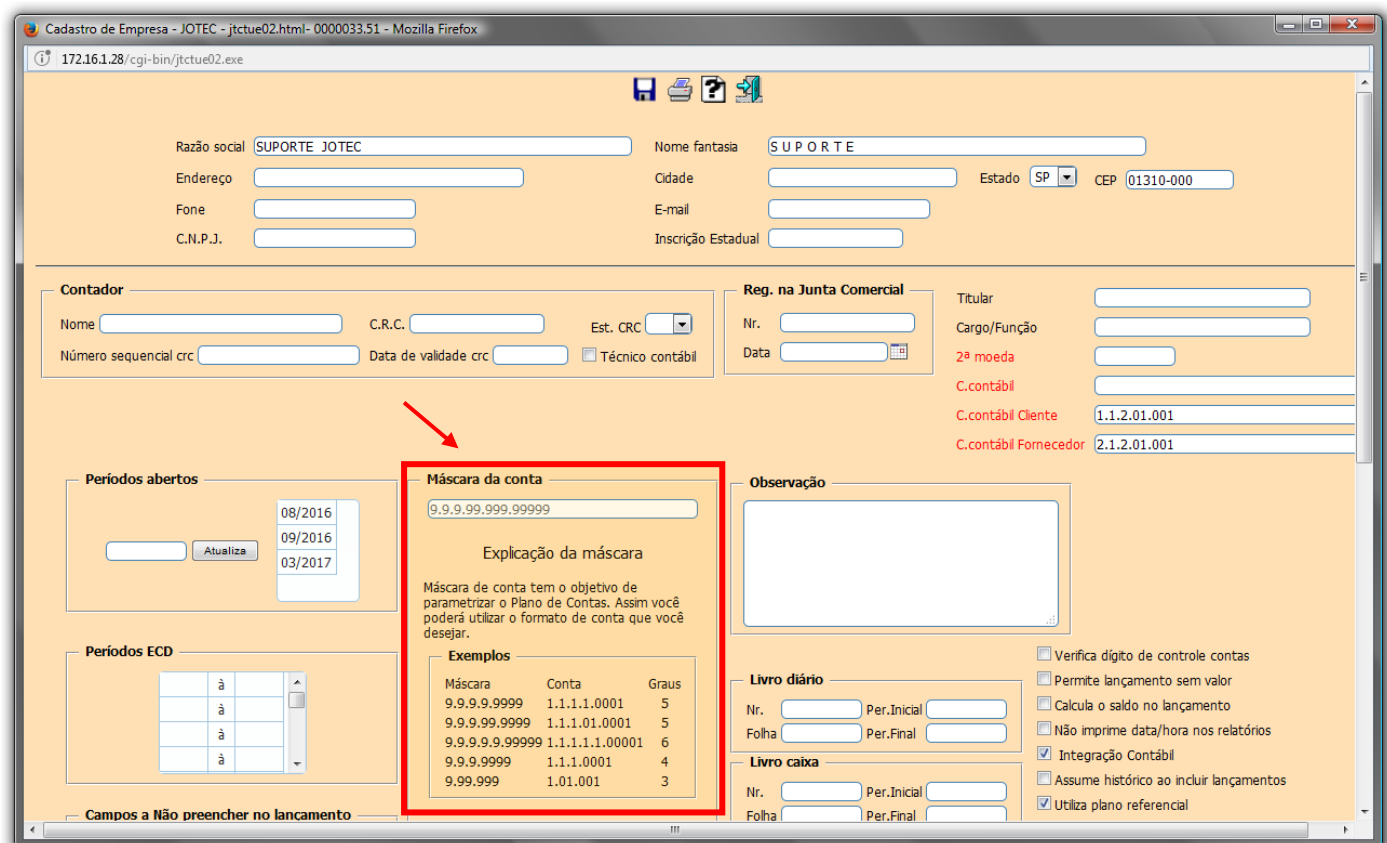 Cadastro de Empresa - JOTEC - jtctue02.html- 0000033.51 - Mozilla Firefox
172.16.1.28/cgi-bin/jtctue02.exe
Razão social SUPORTE JOTEC Nome fantasia S U P O R T E
Endereço Cidade Estado SP CEP 01310-000
Fone E-mail
C.N.P.J. Inscrição Estadual
Contador
Nome C.R.C. Est. CRC
Número sequencial crc Data de validade crc Técnico contábil
Reg. na Junta Comercial
Nr.
Data
Titular
Cargo/Função
2ª moeda
C.contábil
C.contábil Cliente 1.1.2.01.001
C.contábil Fornecedor 2.1.2.01.001
Períodos abertos
Atualiza
08/2016
09/2016
03/2017
Máscara da conta
9.9.9.99.999.99999
Explicação da máscara
Máscara de conta tem o objetivo de
parametrizar o Plano de Contas. Assim você
poderá utilizar o formato de conta que você
desejar.
Exemplos
Máscara Conta Graus
9.9.9.9.9999 1.1.1.1.0001 5
9.9.9.99.9999 1.1.1.01.0001 5
9.9.9.9.9.99999 1.1.1.1.1.00001 6
9.9.9.9999 1.1.1.0001 4
9.99.999 1.01.001 3
Observação
Períodos ECD
à
à
à
à
Livro diário
Nr. Per.Inicial
Folha Per.Final
Livro caixa
Nr. Per.Inicial
Folha Per.Final
Verifica dígito de controle contas
Permite lançamento sem valor
Calcula o saldo no lançamento
Não imprime data/hora nos relatórios
Integração Contábil
Assume histórico ao incluir lançamentos
Utiliza plano referencial
Campos a Não preencher no lançamento